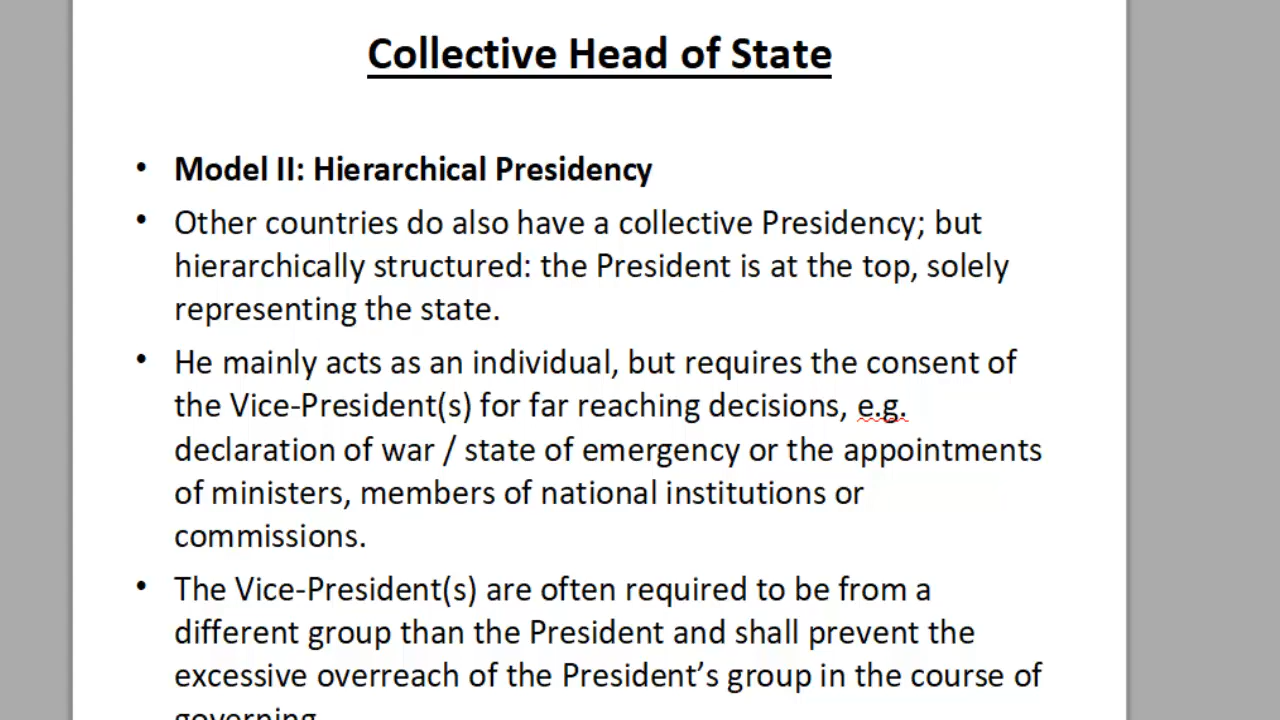 Collective Head of State
• Model II: Hierarchical Presidency
• Other countries do also have a collective Presidency; but
hierarchically structured: the President is at the top, solely
representing the state.
• He mainly acts as an individual, but requires the consent of
the Vice-President(s) for far reaching decisions, e.g.
declaration of war / state of emergency or the appointments
of ministers, members of national institutions or
commissions.
• The Vice-President(s) are often required to be from a
different group than the President and shall prevent the
excessive overreach of the President’s group in the course of
governing.